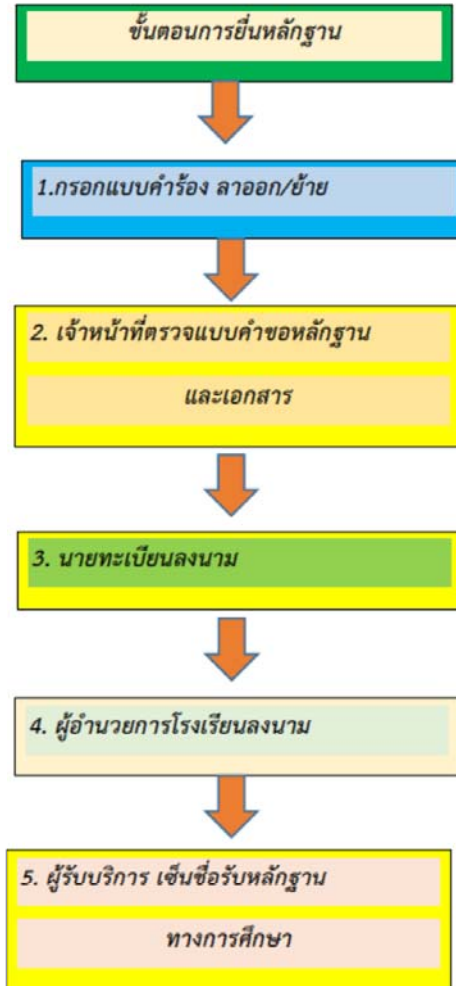 ขั้นตอนการยื่นหลักฐาน
1.กรอกแบบคำร้อง ลาออก/ย้าย
2. เจ้าหน้าที่ตรวจแบบคำขอหลักฐาน
และเอกสาร
3. นายทะเบียนลงนาม
4. ผู้อำนวยการโรงเรียนลงนาม
5. ผู้รับบริการ เซ็นชื่อรับหลักฐาน
ทางการศึกษา